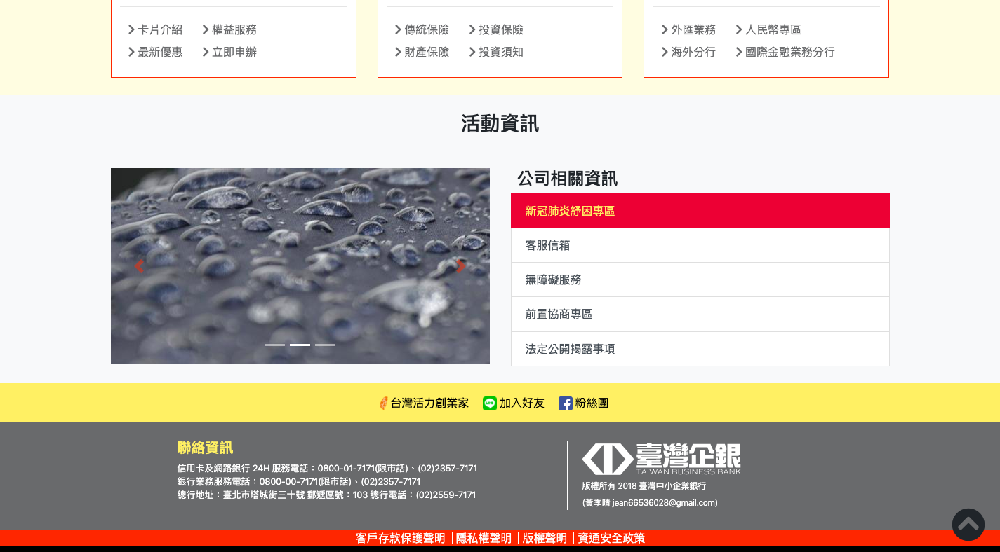 卡片介紹 權益服務
最新優惠 立即申辦
傳統保險 投資保險
財產保險 投資須知
外匯業務 人民幣專區
海外分行 國際金融業務分行
活動資訊
公司相關資訊
新冠肺炎紓困專區
客服信箱
無障礙服務
前置協商專區
法定公開揭露事項
台灣活力創業家 LINE 加入好友 粉絲團
聯絡資訊
信用卡及網路銀行 24H 服務電話：0800-01-7171(限市話)、(02)2357-7171
銀行業務服務電話：0800-00-7171(限市話)、(02)2357-7171
總行地址：臺北市塔城街三十號 郵遞區號：103 總行電話：(02)2559-7171
臺灣企銀
TAIWAN BUSINESS BANK
版權所有 2018 臺灣中小企業銀行
(黃季晴 jean66536028@gmail.com)
客戶存款保護聲明 隱私權聲明 版權聲明 資通安全政策